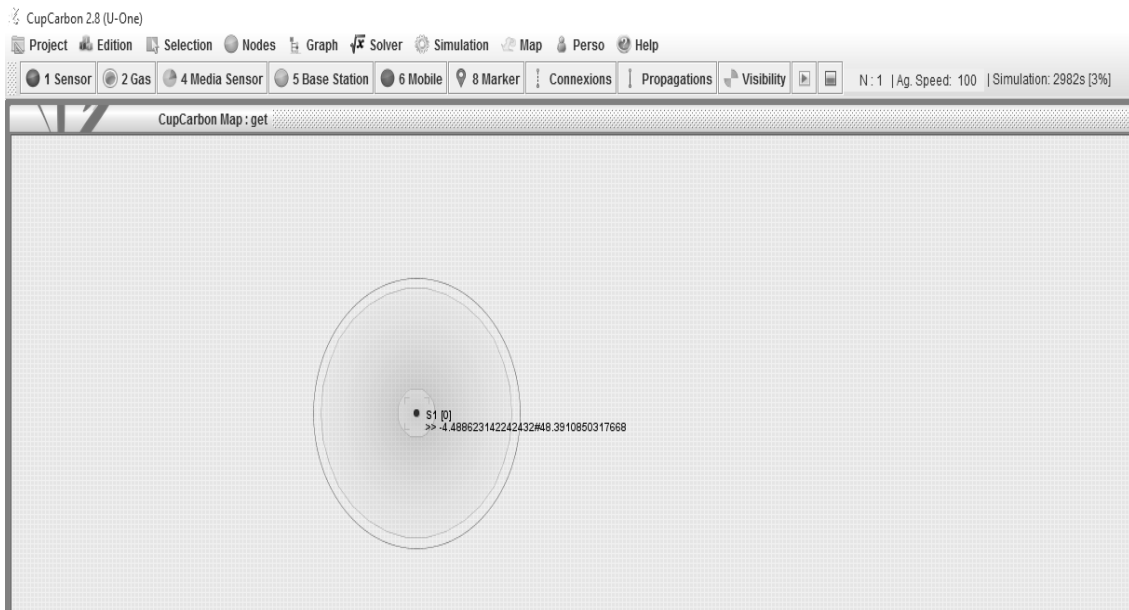 CupCarbon 2.8 (U-One)
Project Edition Selection Nodes Graph √x Solver Simulation Map Perso Help
1 Sensor 2 Gas 4 Media Sensor 5 Base Station 6 Mobile 8 Marker Connexions Propagations Visibility N : 1 | Ag. Speed: 100 | Simulation: 2982s [3%]
CupCarbon Map : get
S1 [0]
>> -4.488623142242432#48.3910850317668